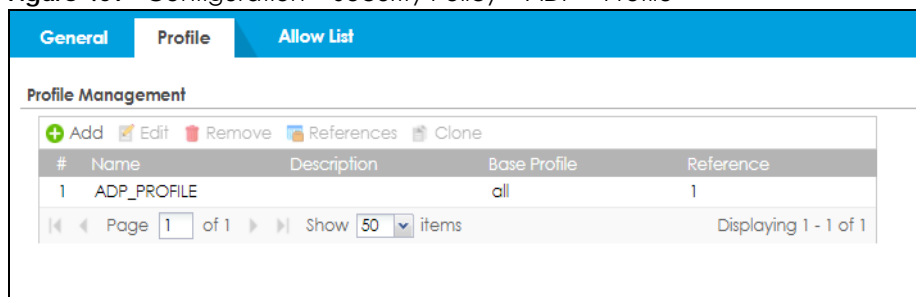 General Profile Allow List
Profile Management
Add Edit Remove References Clone
# Name Description Base Profile Reference
1 ADP_PROFILE all 1
Page 1 of 1 Show 50 items Displaying 1 - 1 of 1